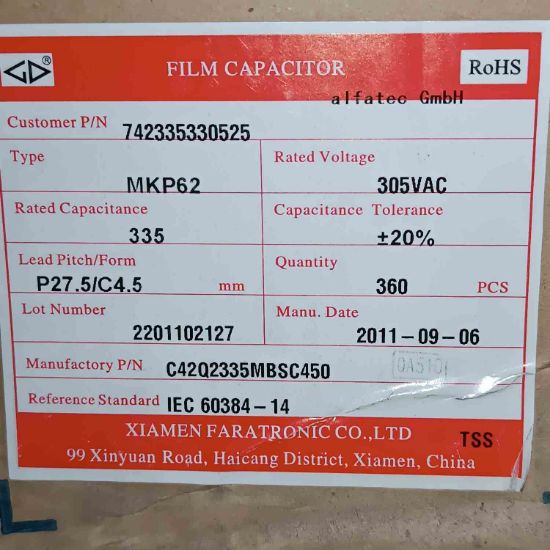 ® FILM CAPACITOR RoHS
alfatec GmbH
Customer P/N 742335330525
Type Rated Voltage
MKP62 305VAC
Rated Capacitance Capacitance Tolerance
335 ±20%
Lead Pitch/Form Quantity
P27.5/C4.5 mm 360 PCS
Lot Number Manu. Date
2201102127 2011-09-06
Manufactory P/N C42Q2335MBSC450 0A510
Reference Standard IEC 60384-14
XIAMEN FARATRONIC CO.,LTD TSS
99 Xinyuan Road, Haicang District, Xiamen, China